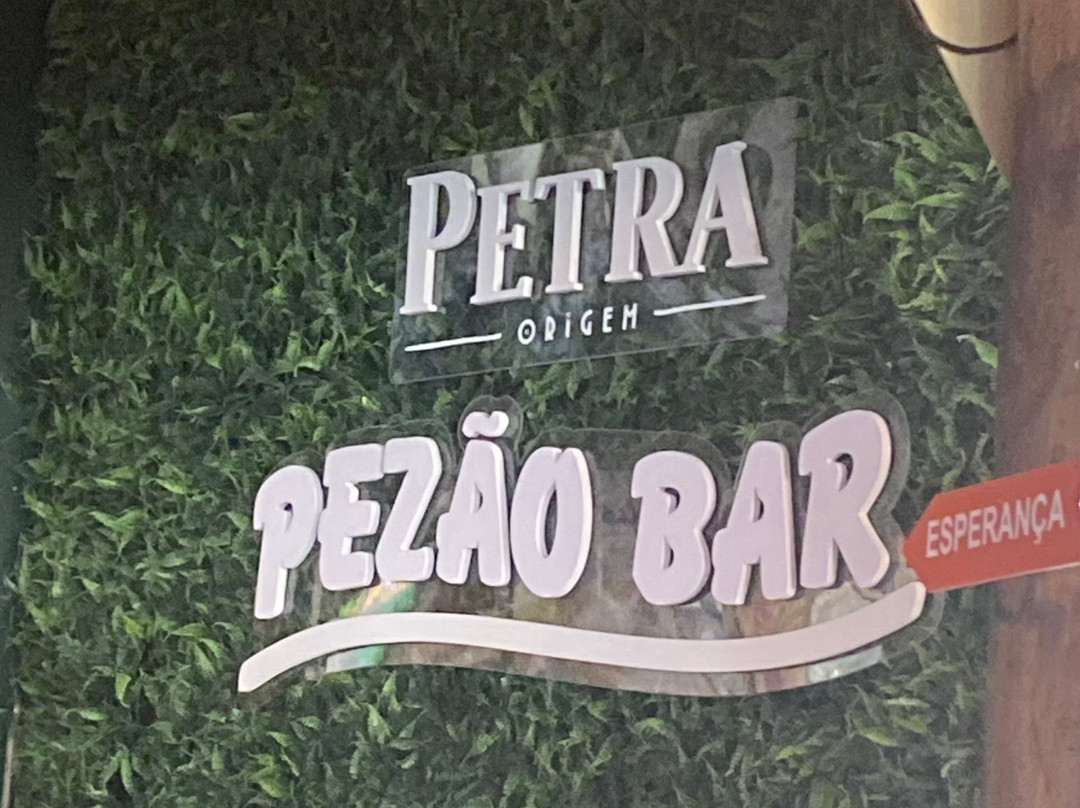 PETRA
ORiGEM
PEZÃO BAR
ESPERANÇA